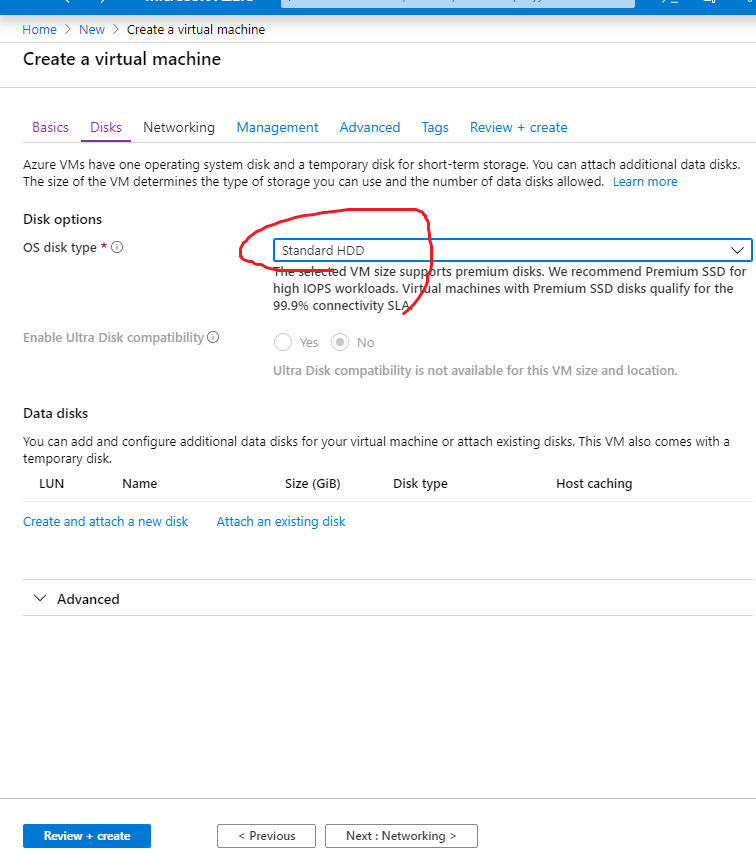 Home > New > Create a virtual machine
Create a virtual machine
Basics Disks Networking Management Advanced Tags Review + create
Azure VMs have one operating system disk and a temporary disk for short-term storage. You can attach additional data disks.
The size of the VM determines the type of storage you can use and the number of data disks allowed. Learn more
Disk options
OS disk type *
Standard HDD
The selected VM size supports premium disks. We recommend Premium SSD for
high IOPS workloads. Virtual machines with Premium SSD disks qualify for the
99.9% connectivity SLA.
Enable Ultra Disk compatibility
Yes No
Ultra Disk compatibility is not available for this VM size and location.
Data disks
You can add and configure additional data disks for your virtual machine or attach existing disks. This VM also comes with a
temporary disk.
LUN Name Size (GiB) Disk type Host caching
Create and attach a new disk Attach an existing disk
Advanced
Review + create < Previous Next : Networking >